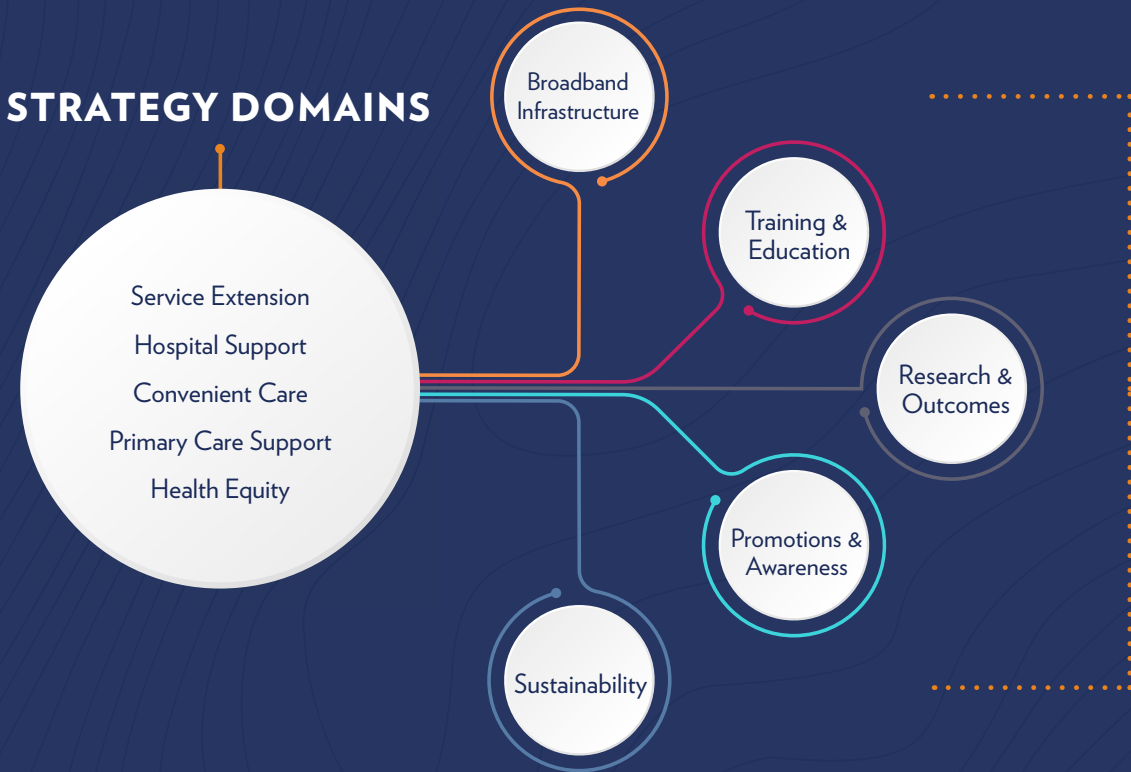 STRATEGY DOMAINS
Service Extension
Hospital Support
Convenient Care
Primary Care Support
Health Equity
Broadband
Infrastructure
Training &
Education
Research &
Outcomes
Promotions &
Awareness
Sustainability